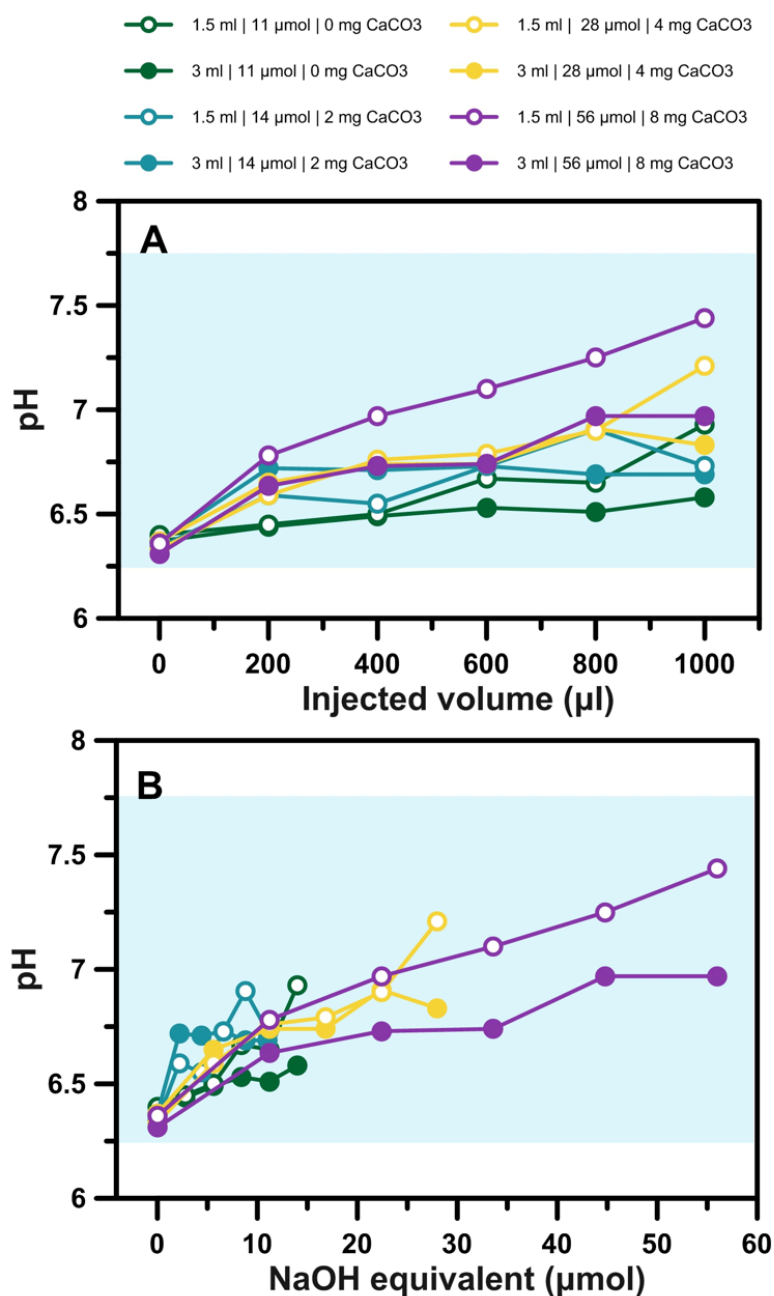 1.5 ml | 11 µmol | 0 mg CaCO3
1.5 ml |  28 µmol | 4 mg CaCO3
3 ml | 11 µmol | 0 mg CaCO3
3 ml | 28 µmol | 4 mg CaCO3
1.5 ml | 14 µmol | 2 mg CaCO3
1.5 ml | 56 µmol | 8 mg CaCO3
3 ml | 14 µmol | 2 mg CaCO3
3 ml | 56 µmol | 8 mg CaCO3
A
8
7.5
7
6.5
6
pH
0 200 400 600 800 1000
Injected volume (µl)
B
8
7.5
7
6.5
6
pH
0 10 20 30 40 50 60
NaOH equivalent (µmol)